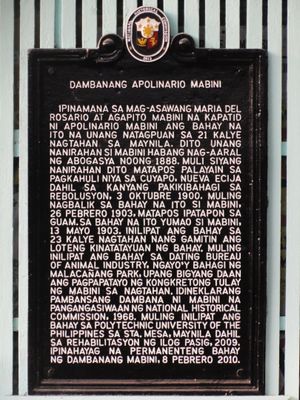 DAMBANANG APOLINARIO MABINI
IPINAMANA SA MAG-ASAWANG MARIA DEL
ROSARIO AT AGAPITO MABINI NA KAPATID
NI APOLINARIO MABINI ANG BAHAY NA
ITO NA UNANG NATAGPUAN SA 21 KALYE
NAGTAHAN SA MAYNILA. DITO UNANG
NANIRAHAN SI MABINI HABANG NAG-AARAL
NG ABOGASYA NOONG 1888. MULI SIYANG
NANIRAHAN DITO MATAPOS PALAYAIN SA
PAGKAHULI NIYA SA CUYAPO, NUEVA ECIJA
DAHIL SA KANYANG PAKIKIBAHAGI SA
REBOLUSYON, 3 OKTUBRE 1900. MULING
NAGBALIK SA BAHAY NA ITO SI MABINI,
26 PEBRERO 1903, MATAPOS IPATAPON SA
GUAM. SA BAHAY NA ITO YUMAO SI MABINI,
13 MAYO 1903. INILIPAT ANG BAHAY SA
23 KALYE NAGTAHAN NANG GAMITIN ANG
LOTENG KINATATAYUAN NG BAHAY. MULING
INILIPAT ANG BAHAY SA DATING BUREAU
OF ANIMAL INDUSTRY, NGAYO'Y BAHAGI NG
MALACAÑANG PARK, UPANG BIGYANG DAAN
ANG PAGPAPATAYO NG KONGKRETONG TULAY
NG MABINI SA NAGTAHAN. IDINEKLARANG
PAMBANSANG DAMBANA NI MABINI NA
PANGANGASIWAAN NG NATIONAL HISTORICAL
COMMISSION, 1968. MULING INILIPAT ANG
BAHAY SA POLYTECHNIC UNIVERSITY OF THE
PHILIPPINES SA STA. MESA, MAYNILA DAHIL
SA REHABILITASYON NG ILOG PASIG, 2009.
IPINAHAYAG NA PERMANENTENG BAHAY
NG DAMBANANG MABINI, 8 PEBRERO 2010.